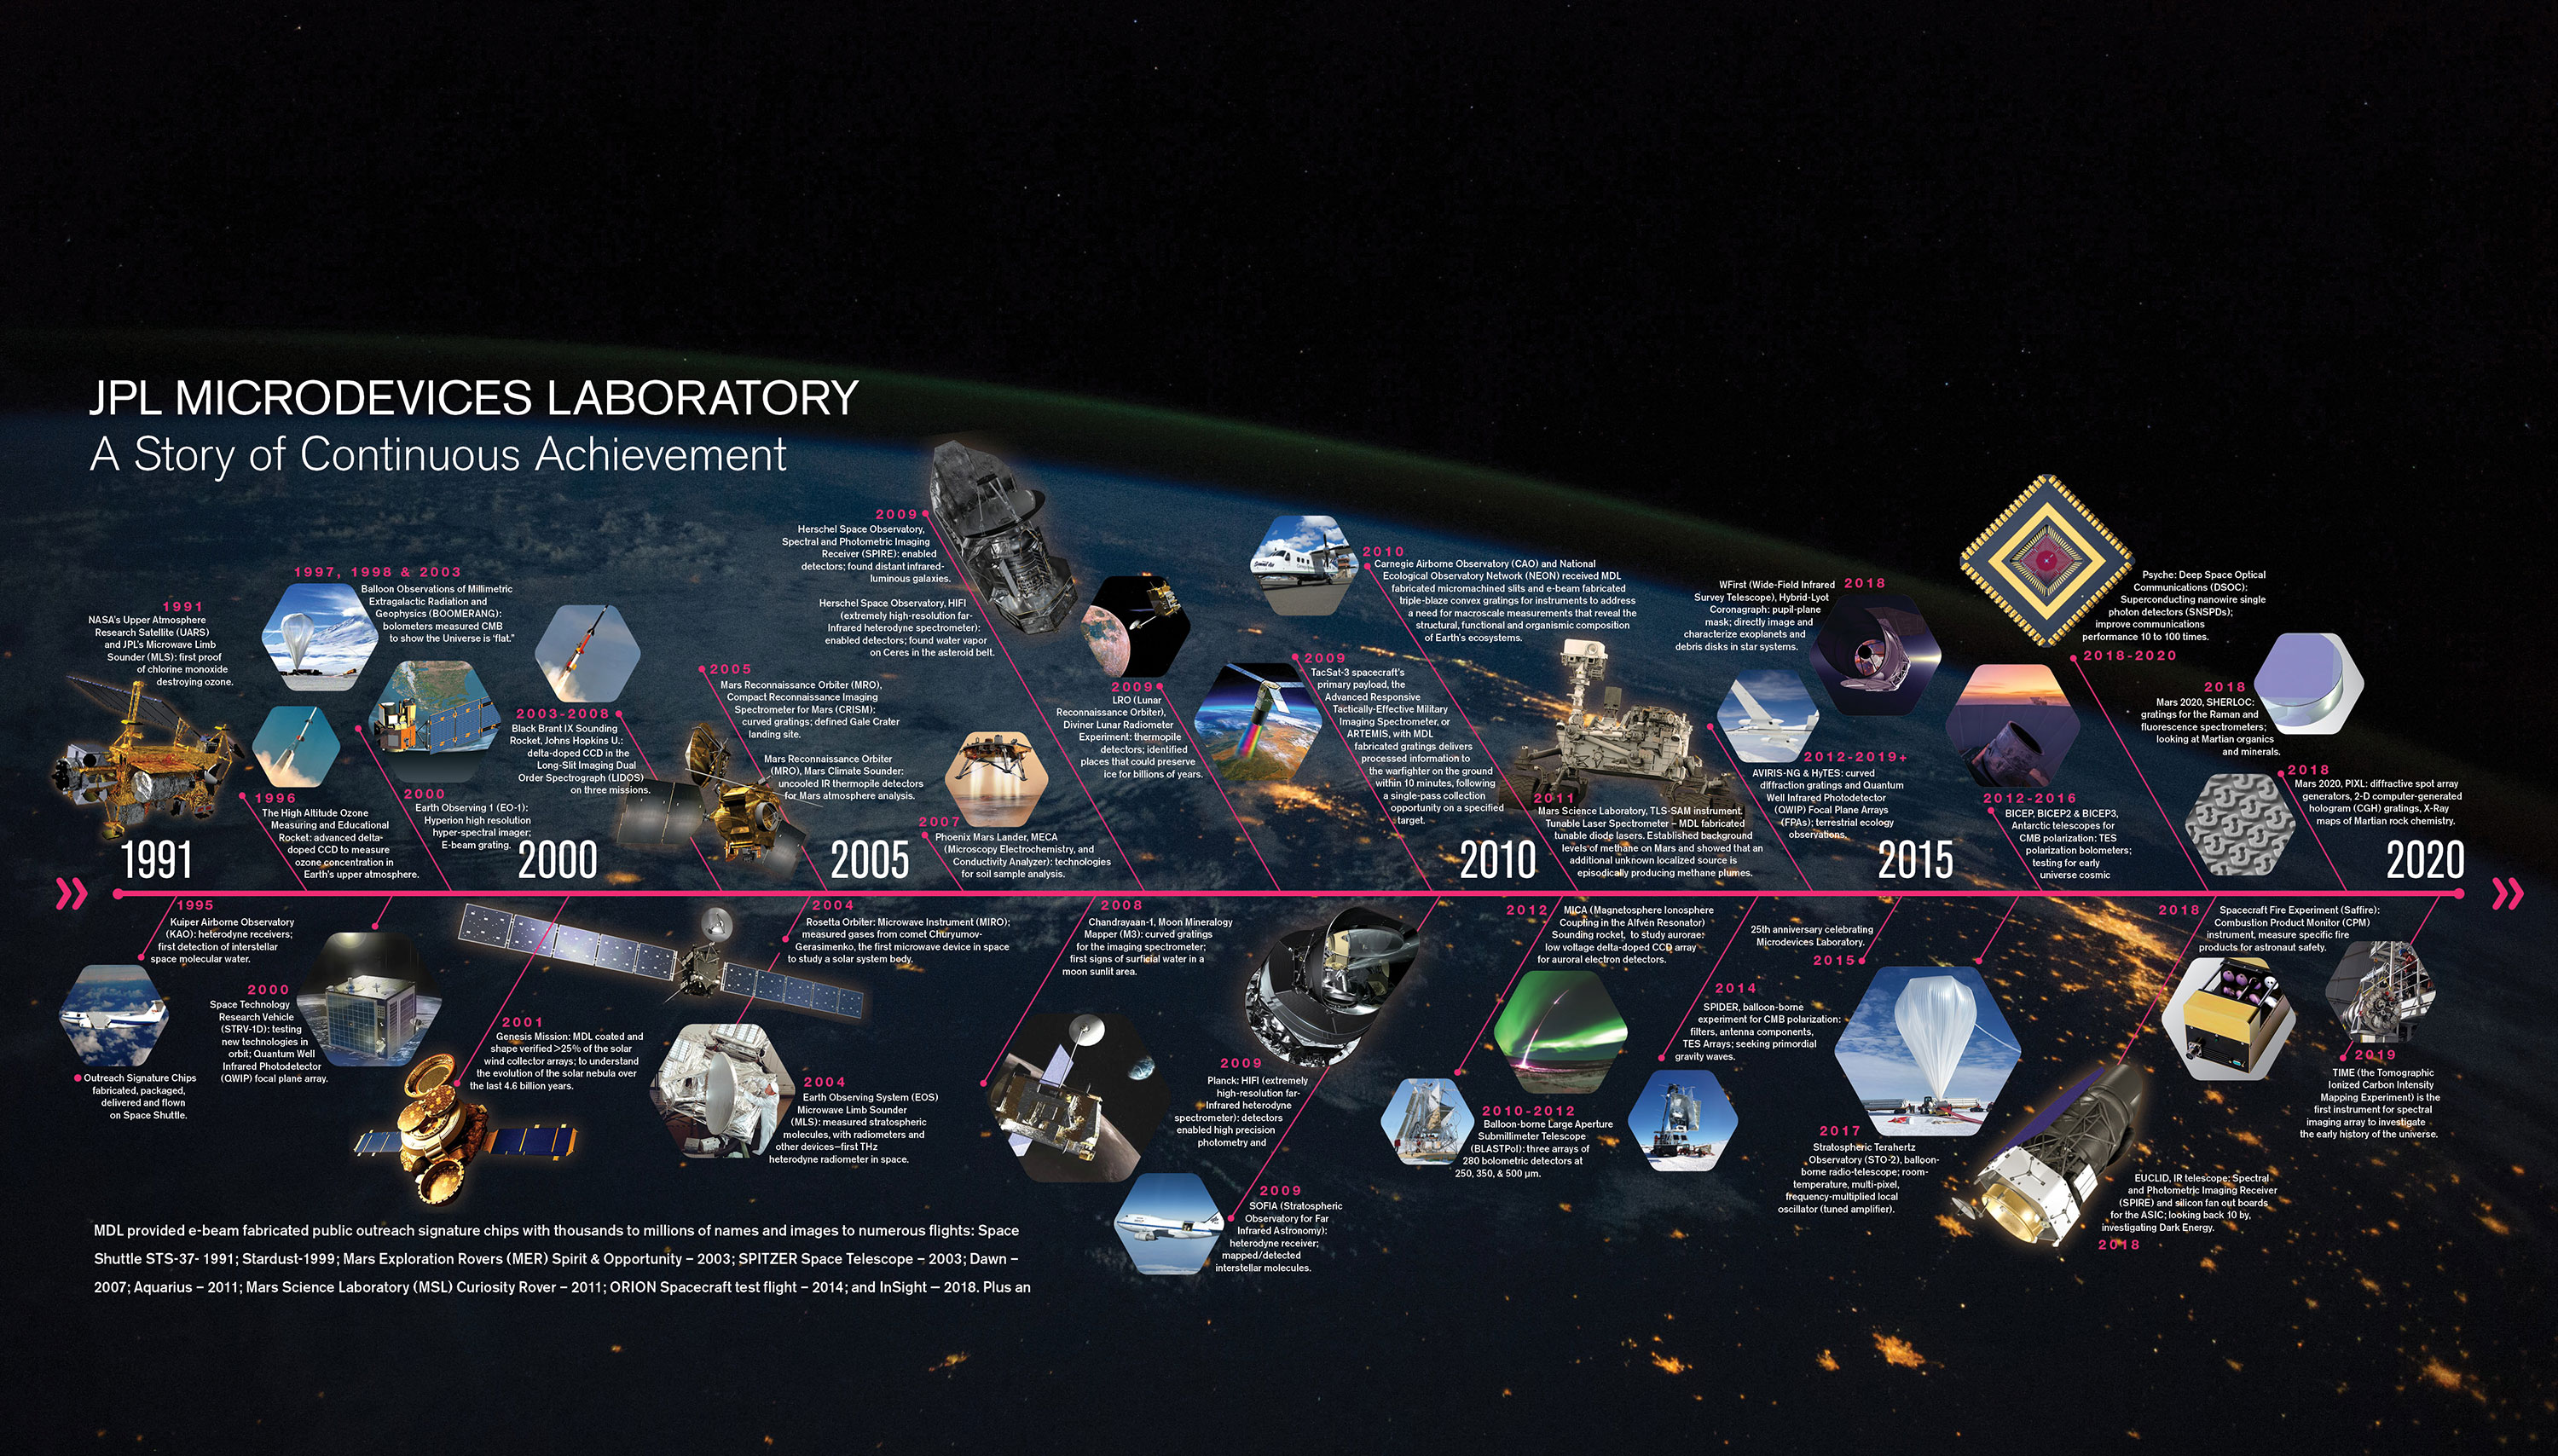 JPL MICRODEVICES LABORATORY
A Story of Continuous Achievement
1991
NASA's Upper Atmosphere
Research Satellite (UARS)
and JPL's Microwave Limb
Sounder (MLS): first proof
of chlorine monoxide
destroying ozone.
1997, 1998 & 2003
Balloon Observations of Millimetric
Extragalactic Radiation and
Geophysics (BOOMERANG):
bolometers measured CMB
to show the Universe is 'flat."
1996
The High Altitude Ozone
Measuring and Educational
Rocket: advanced delta-
doped CCD to measure
ozone concentration in
Earth's upper atmosphere.
2000
Earth Observing 1 (EO-1):
Hyperion high resolution
hyper-spectral imager;
E-beam grating.
2003-2008
Black Brant IX Sounding
Rocket, Johns Hopkins U.:
delta-doped CCD in the
Long-Slit Imaging Dual
Order Spectrograph (LIDOS)
on three missions.
2005
Mars Reconnaissance Orbiter (MRO),
Compact Reconnaissance Imaging
Spectrometer for Mars (CRISM):
curved gratings; defined Gale Crater
landing site.
Mars Reconnaissance Orbiter
(MRO), Mars Climate Sounder:
uncooled IR thermopile detectors
for Mars atmosphere analysis.
2009
Herschel Space Observatory,
Spectral and Photometric Imaging
Receiver (SPIRE): enabled
detectors; found distant infrared-
luminous galaxies.
Herschel Space Observatory, HIFI
(extremely high-resolution far-
Infrared heterodyne spectrometer):
enabled detectors; found water vapor
on Ceres in the asteroid belt.
2007
Phoenix Mars Lander, MECA
(Microscopy Electrochemistry, and
Conductivity Analyzer): technologies
for soil sample analysis.
2009
LRO (Lunar
Reconnaissance Orbiter),
Diviner Lunar Radiometer
Experiment: thermopile
detectors; identified
places that could preserve
ice for billions of years.
2009
TacSat-3 spacecraft's
primary payload, the
Advanced Responsive
Tactically-Effective Military
Imaging Spectrometer, or
ARTEMIS, with MDL
fabricated gratings delivers
processed information to
the warfighter on the ground
within 10 minutes, following
a single-pass collection
opportunity on a specified
target.
2010
Carnegie Airborne Observatory (CAO) and National
Ecological Observatory Network (NEON) received MDL
fabricated micromachined slits and e-beam fabricated
triple-blaze convex gratings for instruments to address
a need for macroscale measurements that reveal the
structural, functional and organismic composition
of Earth's ecosystems.
2011
Mars Science Laboratory, TLS-SAM instrument.
Tunable Laser Spectrometer – MDL fabricated
tunable diode lasers. Established background
levels of methane on Mars and showed that an
additional unknown localized source is
episodically producing methane plumes.
WFirst (Wide-Field Infrared
Survey Telescope), Hybrid-Lyot
Coronagraph: pupil-plane
mask; directly image and
characterize exoplanets and
debris disks in star systems.
2018
2012-2019+
AVIRIS-NG & HyTES: curved
diffraction gratings and Quantum
Well Infrared Photodetector
(QWIP) Focal Plane Arrays
(FPAs); terrestrial ecology
observations.
2012-2016
BICEP, BICEP2 & BICEP3,
Antarctic telescopes for
CMB polarization: TES
polarization bolometers;
testing for early
universe cosmic
Psyche: Deep Space Optical
Communications (DSOC):
Superconducting nanowire single
photon detectors (SNSPDs);
improve communications
performance 10 to 100 times.
2018-2020
2018
Mars 2020, SHERLOC:
gratings for the Raman and
fluorescence spectrometers;
looking at Martian organics
and minerals.
2018
Mars 2020, PIXL: diffractive spot array
generators, 2-D computer-generated
hologram (CGH) gratings, X-Ray
maps of Martian rock chemistry.
1991
2000
2005
2010
2015
2020
1995
Kuiper Airborne Observatory
(KAO): heterodyne receivers;
first detection of interstellar
space molecular water.
Outreach Signature Chips
fabricated, packaged,
delivered and flown
on Space Shuttle.
2000
Space Technology
Research Vehicle
(STRV-1D): testing
new technologies in
orbit; Quantum Well
Infrared Photodetector
(QWIP) focal plane array.
2001
Genesis Mission: MDL coated and
shape verified >25% of the solar
wind collector arrays; to understand
the evolution of the solar nebula over
the last 4.6 billion years.
2004
Rosetta Orbiter: Microwave Instrument (MIRO);
measured gases from comet Churyumov-
Gerasimenko, the first microwave device in space
to study a solar system body.
2004
Earth Observing System (EOS)
Microwave Limb Sounder
(MLS): measured stratospheric
molecules, with radiometers and
other devices–first THz
heterodyne radiometer in space.
2008
Chandrayaan-1, Moon Mineralogy
Mapper (M3): curved gratings
for the imaging spectrometer;
first signs of surficial water in a
moon sunlit area.
2009
Planck: HIFI (extremely
high-resolution far-
Infrared heterodyne
spectrometer): detectors
enabled high precision
photometry and
2009
SOFIA (Stratospheric
Observatory for Far
Infrared Astronomy):
heterodyne receiver;
mapped/detected
interstellar molecules.
2012
MICA (Magnetosphere Ionosphere
Coupling in the Alfvén Resonator)
Sounding rocket, to study aurorae:
low voltage delta-doped CCD array
for auroral electron detectors.
2010-2012
Balloon-borne Large Aperture
Submillimeter Telescope
(BLASTPol): three arrays of
280 bolometric detectors at
250, 350, & 500 µm.
25th anniversary celebrating
Microdevices Laboratory.
2015
2014
SPIDER, balloon-borne
experiment for CMB polarization:
filters, antenna components,
TES Arrays; seeking primordial
gravity waves.
2017
Stratospheric Terahertz
Observatory (STO-2), balloon-
borne radio-telescope; room-
temperature, multi-pixel,
frequency-multiplied local
oscillator (tuned amplifier).
2018
Spacecraft Fire Experiment (Saffire):
Combustion Product Monitor (CPM)
instrument, measure specific fire
products for astronaut safety.
2019
TIME (the Tomographic
Ionized Carbon Intensity
Mapping Experiment) is the
first instrument for spectral
imaging array to investigate
the early history of the universe.
EUCLID, IR telescope: Spectral
and Photometric Imaging Receiver
(SPIRE) and silicon fan out boards
for the ASIC; looking back 10 by,
investigating Dark Energy.
2018
MDL provided e-beam fabricated public outreach signature chips with thousands to millions of names and images to numerous flights: Space
Shuttle STS-37- 1991; Stardust-1999; Mars Exploration Rovers (MER) Spirit & Opportunity – 2003; SPITZER Space Telescope – 2003; Dawn –
2007; Aquarius – 2011; Mars Science Laboratory (MSL) Curiosity Rover – 2011; ORION Spacecraft test flight – 2014; and InSight – 2018. Plus an